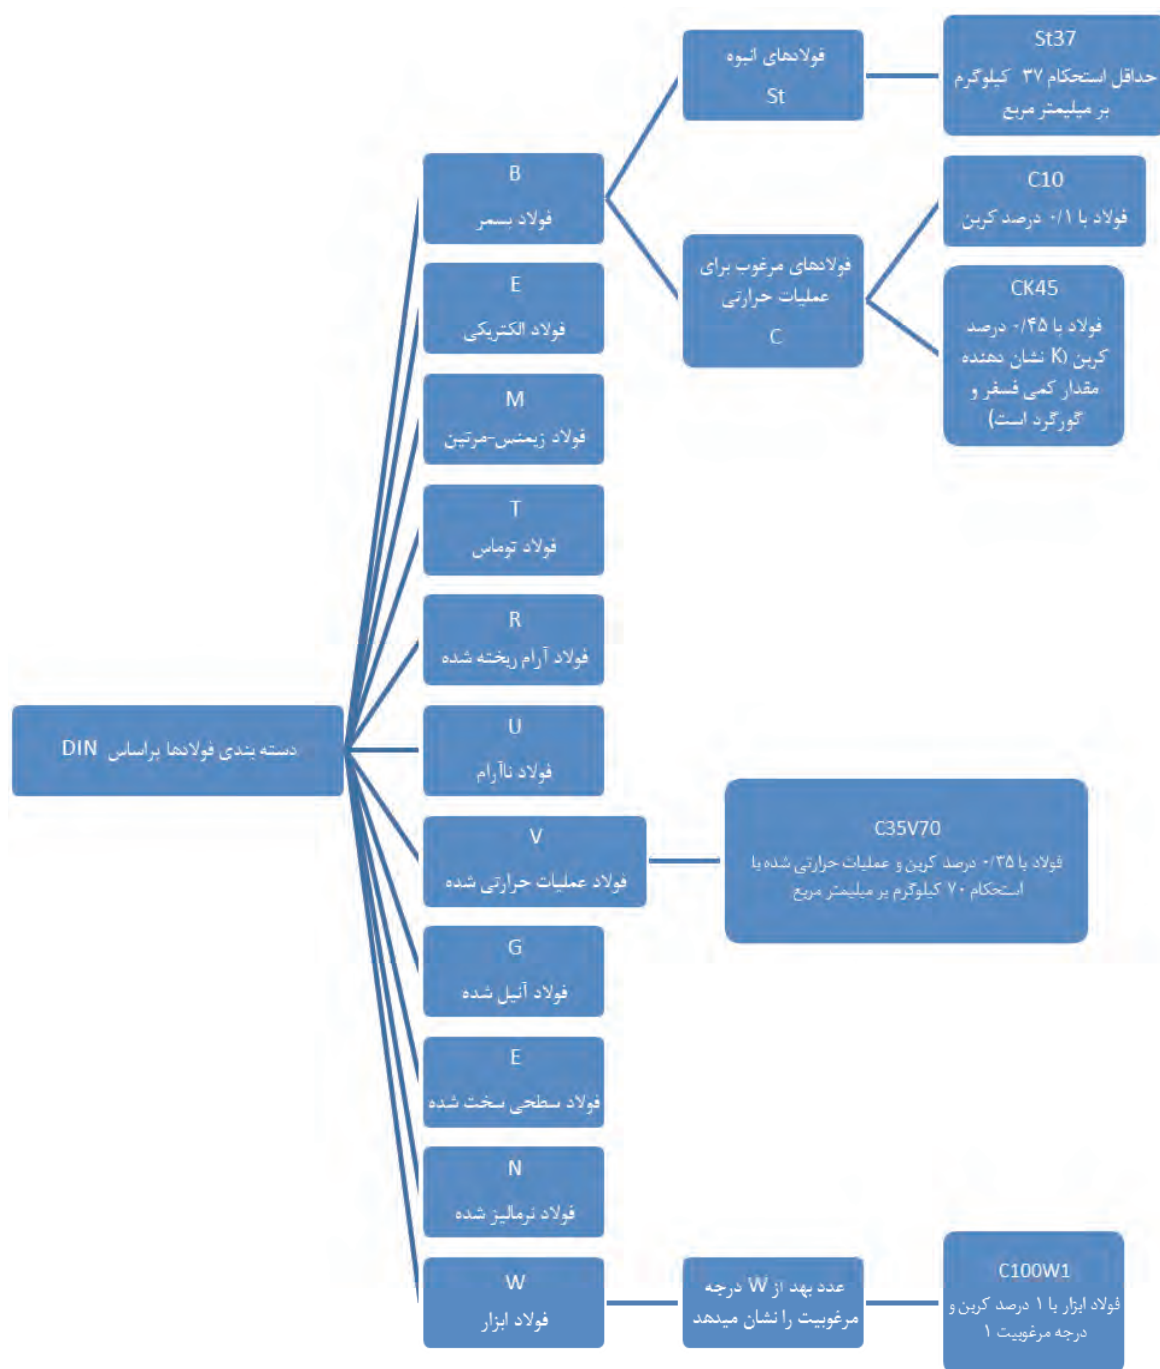 دسته بندی فولادها براساس DIN
B
فولاد بسمر
فولادهای انبوه
St
St37
حداقل استحکام ۳۷ کیلوگرم
بر میلیمتر مربع
فولادهای مرغوب برای
عملیات حرارتی
C
C10
فولاد با ۰/۱ درصد کربن
CK45
فولاد با ۰/۴۵ درصد
کربن (K نشان دهنده
مقدار کمی فسفر و
گورگرد است)
E
فولاد الکتریکی
M
فولاد زیمنس-مرتین
T
فولاد توماس
R
فولاد آرام ریخته شده
U
فولاد ناآرام
V
فولاد عملیات حرارتی شده
C35V70
فولاد با ۰/۳۵ درصد کربن و عملیات حرارتی شده با
استحکام ۷۰ کیلوگرم بر میلیمتر مربع
G
فولاد آنیل شده
E
فولاد سطحی سخت شده
N
فولاد نرمالیز شده
W
فولاد ابزار
عدد بهد از W درجه
مرغوبیت را نشان میدهد
C100W1
فولاد ابزار با ۱ درصد کربن و
درجه مرغوبیت ۱